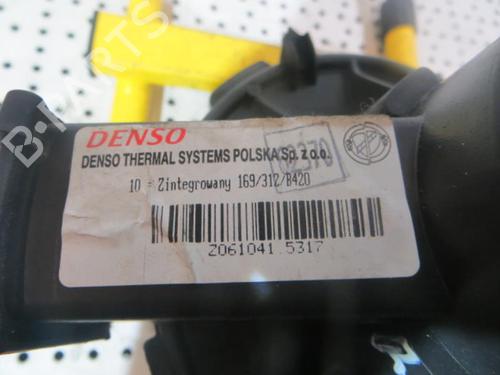 B-PARTS
DENSO
DENSO THERMAL SYSTEMS POLSKA Sp. z o.o.
10 = Zintegrowany 169/312/B420
Z061041.5317